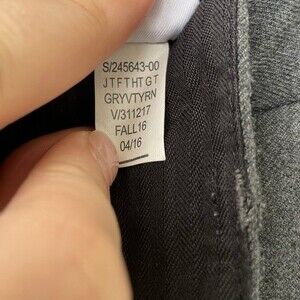 S/245643-00
JTFTHTGT
GRYVTYRN
V/311217
FALL16
04/16